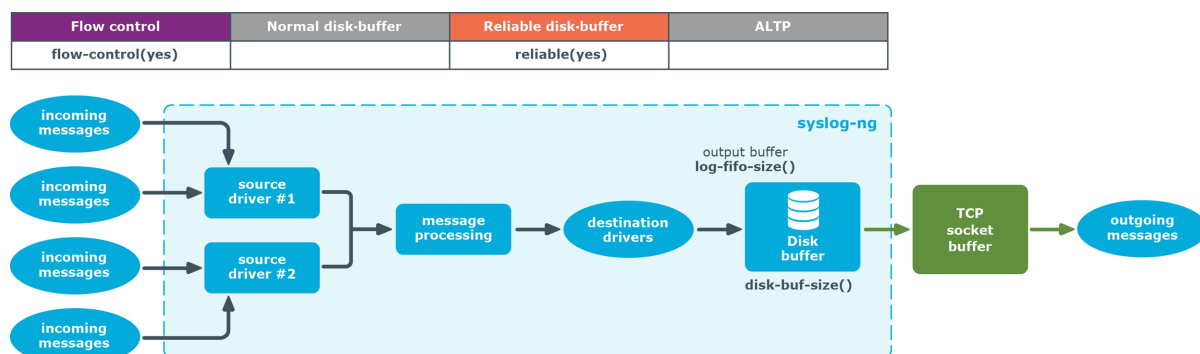 Flow control
Normal disk-buffer
Reliable disk-buffer
ALTP
flow-control(yes)
reliable(yes)
syslog-ng
incoming
messages
incoming
messages
incoming
messages
incoming
messages
source
driver #1
source
driver #2
message
processing
destination
drivers
output buffer
log-fifo-size()
Disk
buffer
disk-buf-size()
TCP
socket
buffer
outgoing
messages